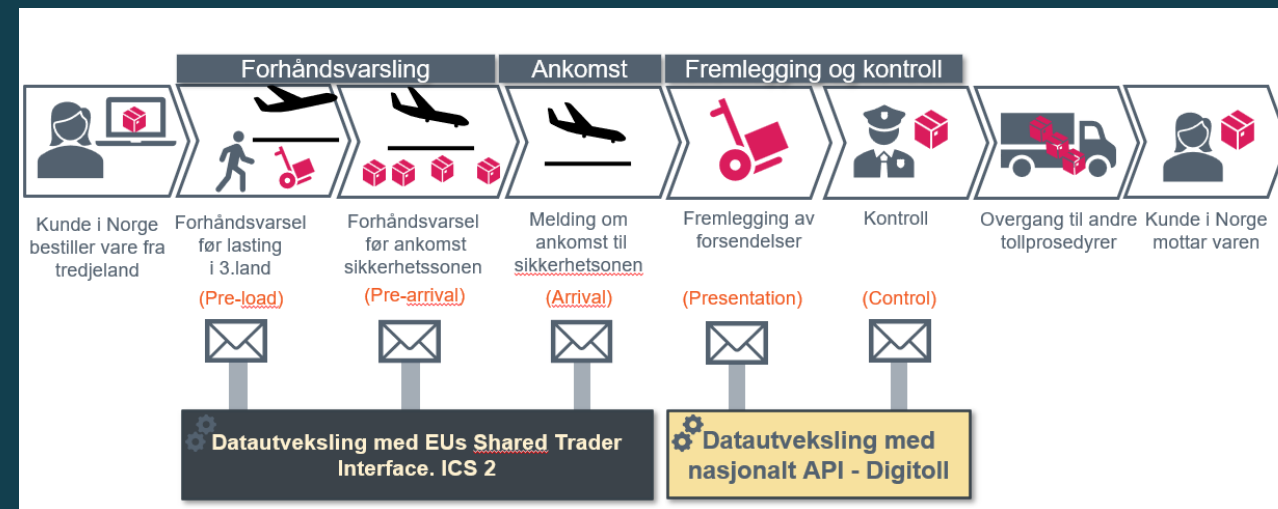 Forhåndsvarsling
Ankomst
Fremlegging og kontroll
Kunde i Norge
bestiller vare fra
tredjeland
Forhåndsvarsel
før lasting
i 3.land
(Pre-load)
Forhåndsvarsel
før ankomst
sikkerhetssonen
(Pre-arrival)
Melding om
ankomst til
sikkerhetsonen
(Arrival)
Fremlegging av
forsendelser
(Presentation)
Kontroll
(Control)
Overgang til andre
tollprosedyrer
Kunde i Norge
mottar varen
Datautveksling med EUs Shared Trader
Interface. ICS 2
Datautveksling med
nasjonalt API - Digitoll